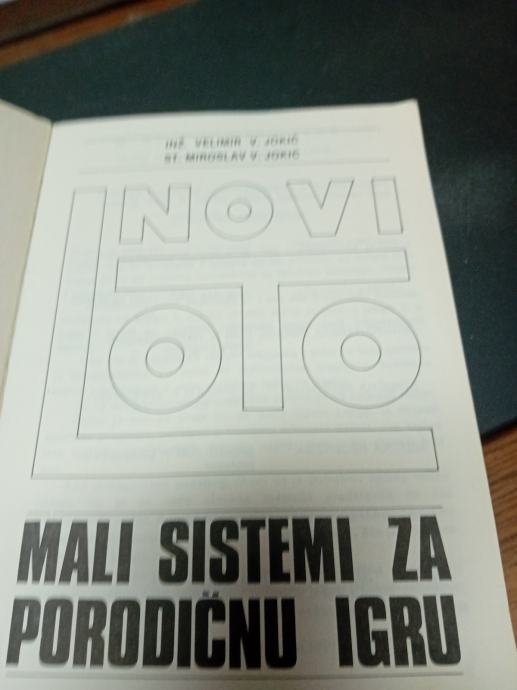 INŽ. VELIMIR V. JOKIĆ
ST. MIROSLAV V. JOKIĆ
NOVI
LOTO
MALI SISTEMI ZA
PORODIČNU IGRU